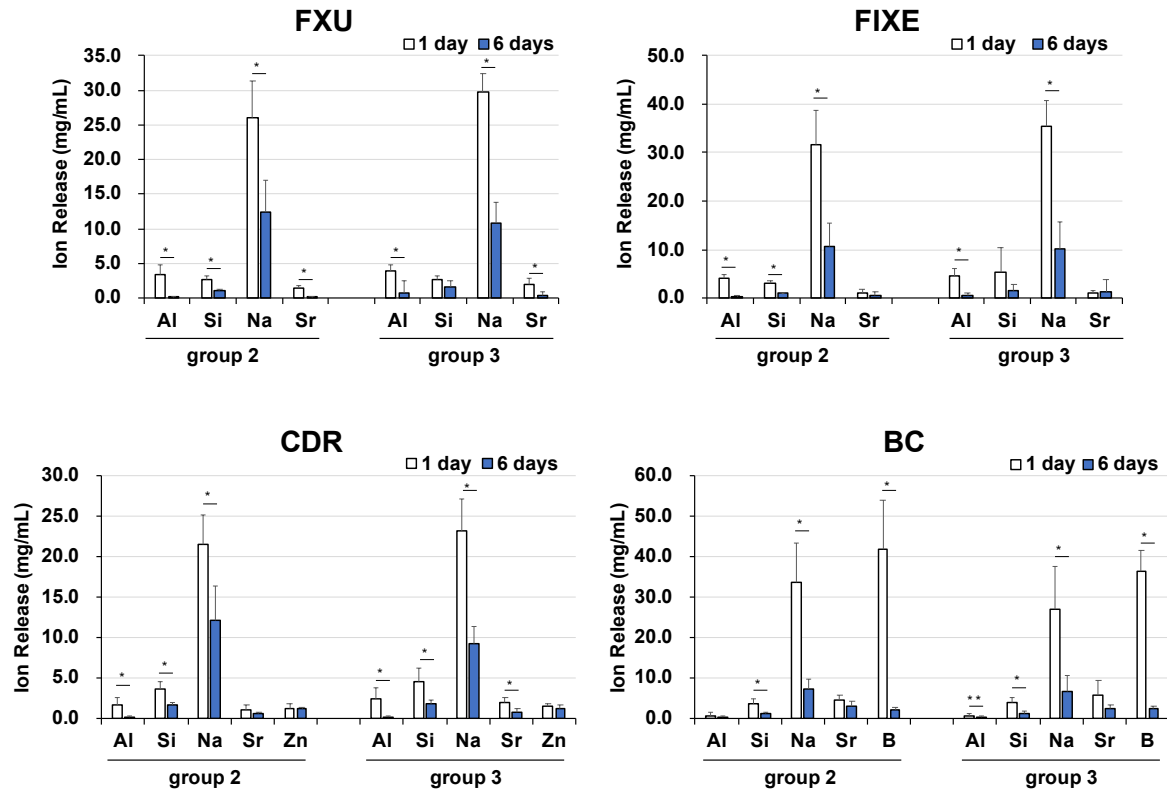 FXU
1 day 6 days
Ion Release (mg/mL)
35.0
30.0
25.0
20.0
15.0
10.0
5.0
0.0
* * * * * * *
Al Si Na Sr Al Si Na Sr
group 2 group 3
FIXE
1 day 6 days
Ion Release (mg/mL)
50.0
40.0
30.0
20.0
10.0
0.0
* * * * *
Al Si Na Sr Al Si Na Sr
group 2 group 3
CDR
1 day 6 days
Ion Release (mg/mL)
30.0
25.0
20.0
15.0
10.0
5.0
0.0
* * * * * * *
Al Si Na Sr Zn Al Si Na Sr Zn
group 2 group 3
BC
1 day 6 days
Ion Release (mg/mL)
60.0
50.0
40.0
30.0
20.0
10.0
0.0
* * * ** * * *
Al Si Na Sr B Al Si Na Sr B
group 2 group 3